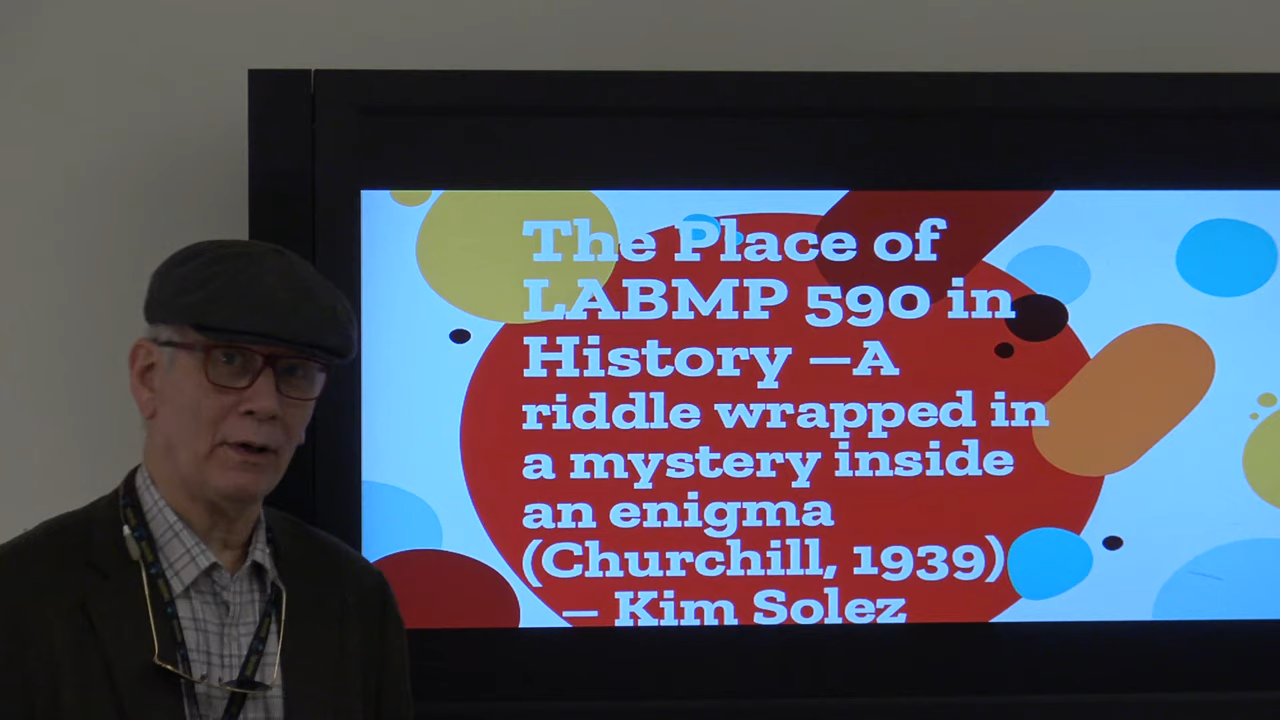 The Place of
LABMP 590 in
History —A
riddle wrapped in
a mystery inside
an enigma
(Churchill, 1939)
— Kim Solez